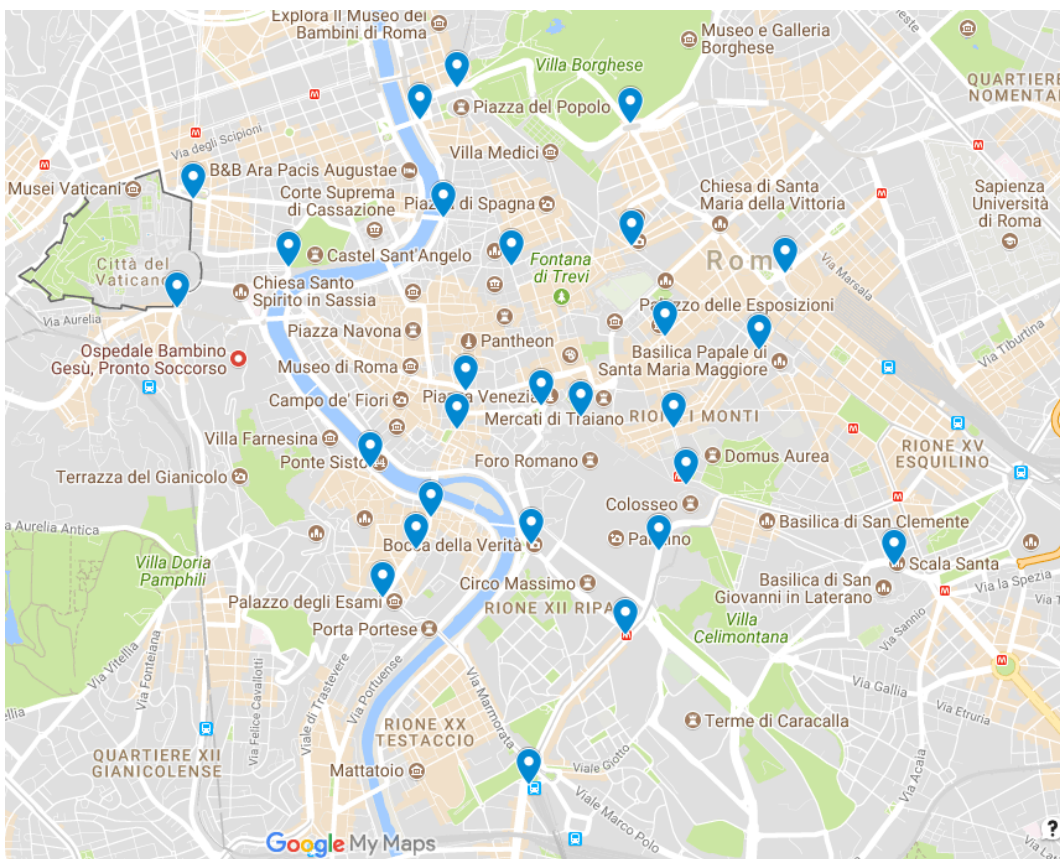 Explora Il Museo dei
Bambini di Roma
Museo e Galleria
Borghese
Villa Borghese
QUARTIERE
NOMENTA
Piazza del Popolo
Via degli Scipioni
Villa Medici
B&B Ara Pacis Augustae
Musei Vaticani
Corte Suprema
di Cassazione
Piazza di Spagna
Chiesa di Santa
Maria della Vittoria
Sapienza
Università
di Roma
Castel Sant'Angelo
Città del
Vaticano
Fontana
di Trevi
Rom
Via Marsala
Chiesa Santo
Spirito in Sassia
Via Aurelia
Palazzo delle Esposizioni
Piazza Navona
Pantheon
Via Tiburtina
Ospedale Bambino
Gesù, Pronto Soccorso
Museo di Roma
Basilica Papale di
Santa Maria Maggiore
Campo de' Fiori
Piazza Venezia
Mercati di Traiano
RIONE I MONTI
Villa Farnesina
Ponte Sisto
Foro Romano
Domus Aurea
RIONE XV
ESQUILINO
Terrazza del Gianicolo
Colosseo
a Aurelia Antica
Basilica di San Clemente
Bocca della Verità
Villa Doria
Pamphili
Circo Massimo
Scala Santa
Basilica di San
Giovanni in Laterano
Via la Spezia
Palazzo degli Esami
RIONE XII RIPA
Villa
Celimontana
Porta Portese
Via Sannio
Via Vitellia
Via Fonteiana
Via Felice Cavallotti
Viale di Trastevere
Via Portuense
Via Marmorata
Via Gallia
Via Etruria
RIONE XX
TESTACCIO
Terme di Caracalla
QUARTIERE XII
GIANICOLENSE
Mattatoio
Viale Giotto
Via Acaia
Viale Marco Polo
Google My Maps
?